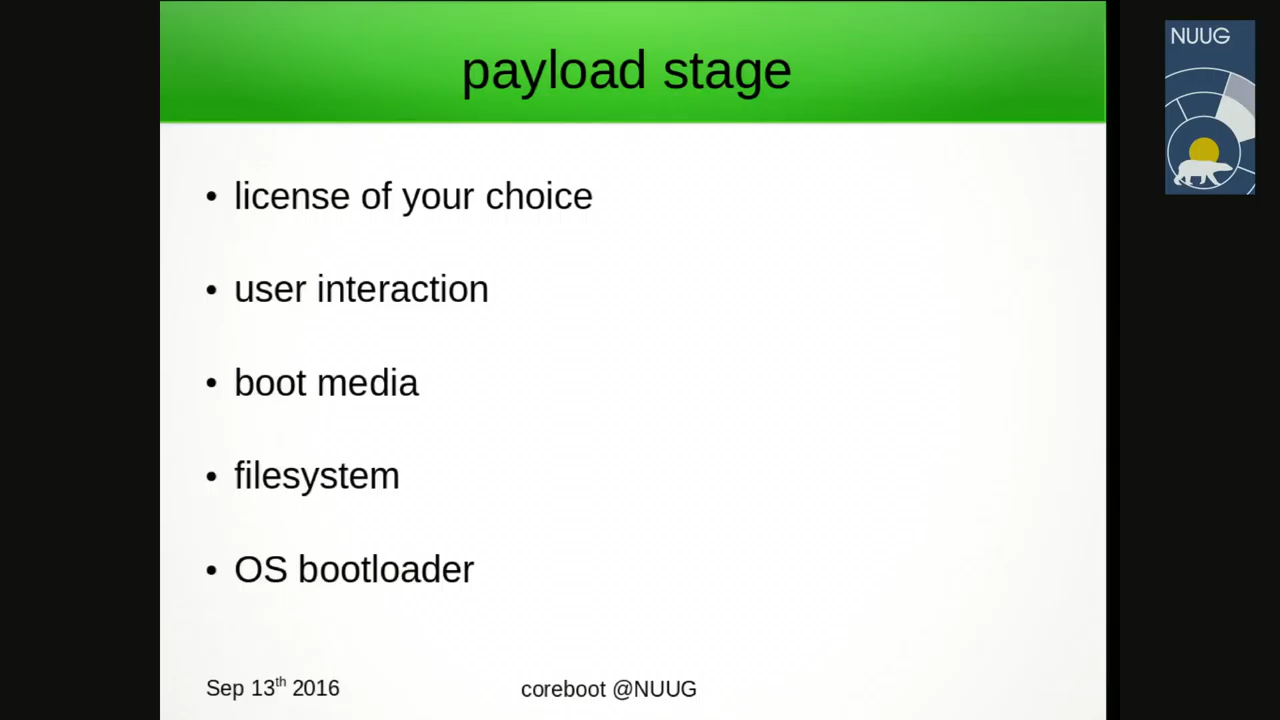 payload stage
• license of your choice
• user interaction
• boot media
• filesystem
• OS bootloader
Sep 13th 2016
coreboot @NUUG
NUUG